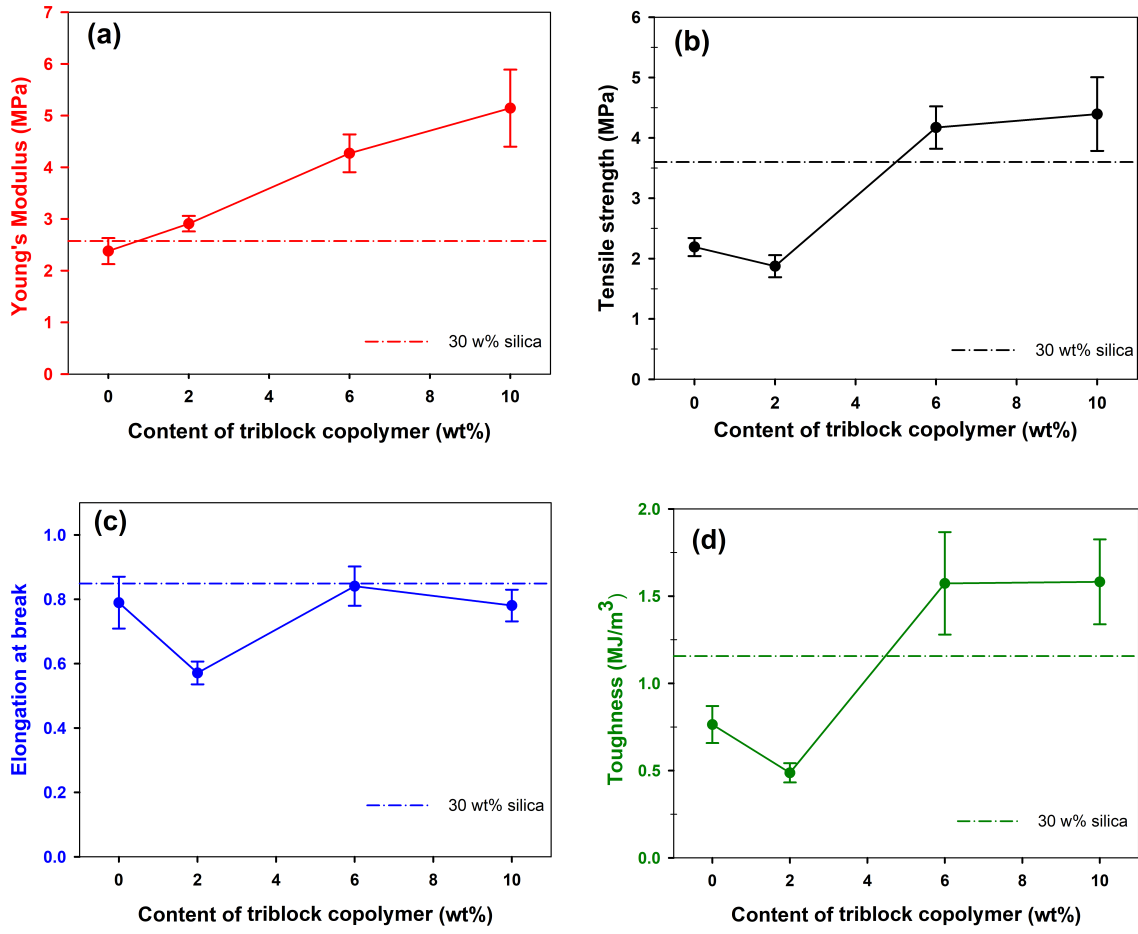 (a)
Young's Modulus (MPa)
7
6
5
4
3
2
1
0
30 w% silica
0 2 4 6 8 10
Content of triblock copolymer (wt%)
(b)
Tensile strength (MPa)
6
5
4
3
2
1
0
30 wt% silica
0 2 4 6 8 10
Content of triblock copolymer (wt%)
(c)
Elongation at break
1.0
0.8
0.6
0.4
0.2
0.0
30 wt% silica
0 2 4 6 8 10
Content of triblock copolymer (wt%)
(d)
Toughness (MJ/m³)
2.0
1.5
1.0
0.5
0.0
30 w% silica
0 2 4 6 8 10
Content of triblock copolymer (wt%)